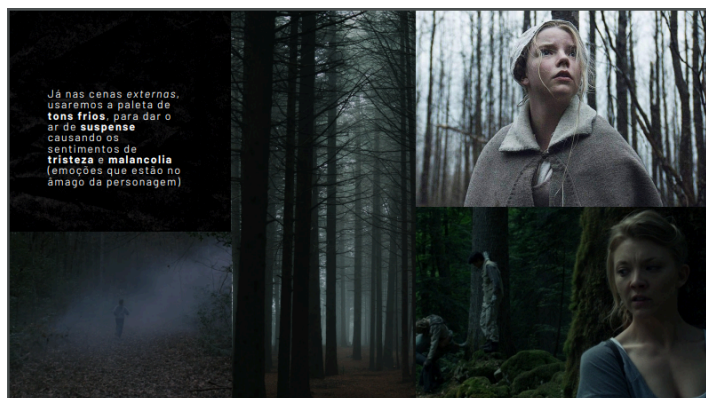 Já nas cenas externas,
usaremos a paleta de
tons frios, para dar o
ar de suspense
causando os
sentimentos de
tristeza e malancolia
(emoções que estão no
âmago da personagem)